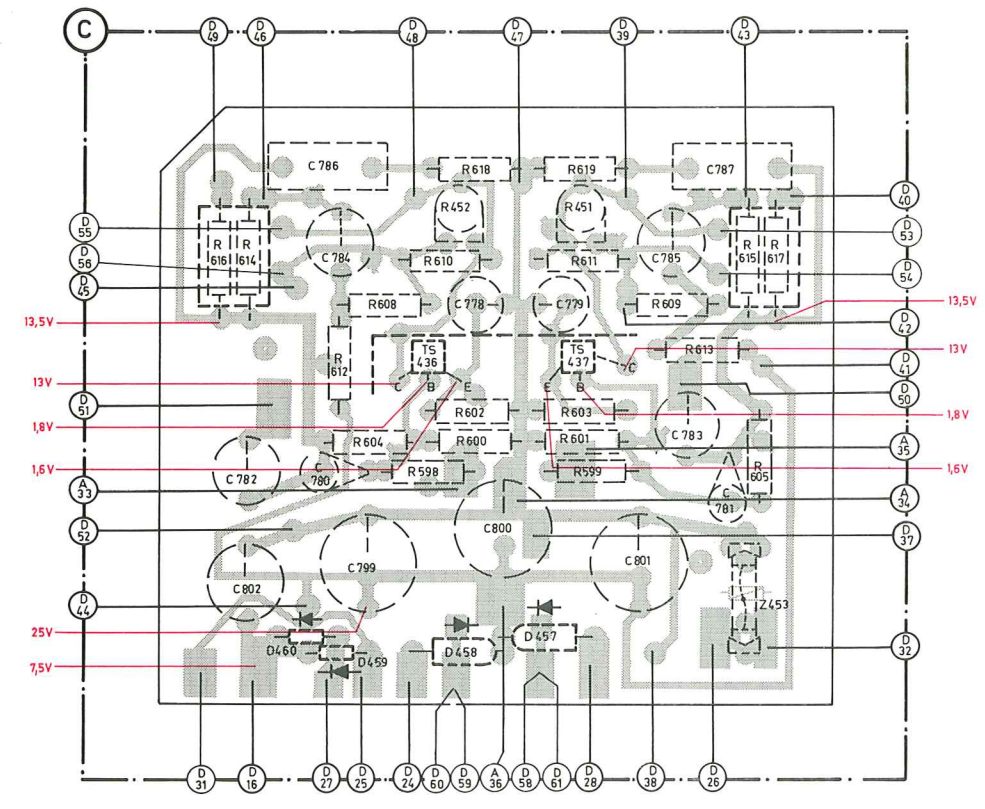 C
D 49
D 46
D 48
D 47
D 39
D 43
C 786
R 618
R 619
C 787
D 40
R 452
R 451
D 55
R 616
R 614
C 784
C 785
R 615
R 617
D 53
D 56
R 610
R 611
D 54
D 45
13,5V
R 608
C 778
C 779
R 609
13,5V
D 42
R 612
TS 436
TS 437
C
R 613
13V
D 41
13V
C
B
E
E
B
D 50
D 51
R 602
R 603
1,8V
1,8V
R 604
R 600
R 601
C 783
A 35
1,6V
C 782
C 780
R 598
R 599
C 781
R 605
1,6V
A 33
A 34
D 52
C 800
D 37
C 799
C 801
C 802
D 44
Z 453
25V
D 460
D 459
D 458
D 457
D 32
7,5V
D 31
D 16
D 27
D 25
D 24
D 60
D 59
A 36
D 58
D 61
D 28
D 38
D 26